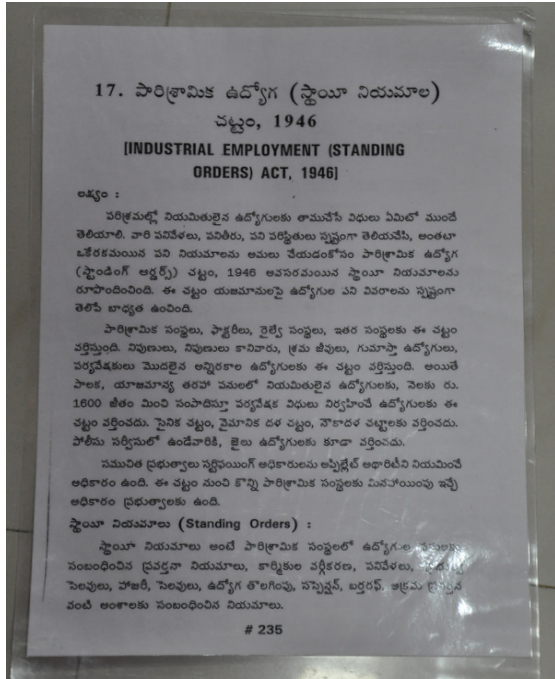 17. పారిశ్రామిక ఉద్యోగ (స్థాయీ నియమాల)
చట్టం, 1946
[INDUSTRIAL EMPLOYMENT (STANDING
ORDERS) ACT, 1946]
లక్ష్యం :
పరిశ్రమల్లో నియమితులైన ఉద్యోగులకు తాముచేసే విధులు ఏమిటో ముందే
తెలియాలి. వారి పనివేళలు, పనితీరు, పని పరిస్థితులు స్పష్టంగా తెలియచేసి, అంతటా
ఒకేరకమయిన పని నియమాలను అమలు చేయడంకోసం పారిశ్రామిక ఉద్యోగ
(స్టాండింగ్ ఆర్డర్స్) చట్టం, 1946 అవసరమయిన స్థాయీ నియమాలను
రూపొందించింది. ఈ చట్టం యజమానులపై ఉద్యోగుల పని వివరాలను స్పష్టంగా
తెలిపే బాధ్యత ఉంచింది.
పారిశ్రామిక సంస్థలు, ఫ్యాక్టరీలు, రైల్వే సంస్థలు, ఇతర సంస్థలకు ఈ చట్టం
వర్తిస్తుంది. నిపుణులు, నిపుణులు కానివారు, శ్రమ జీవులు, గుమాస్తా ఉద్యోగులు,
పర్యవేక్షకులు మొదలైన అన్నిరకాల ఉద్యోగులకు ఈ చట్టం వర్తిస్తుంది. అయితే
పాలక, యాజమాన్య తరహా పనులలో నియమితులైన ఉద్యోగులకు, నెలకు రు.
1600 జీతం మించి సంపాదిస్తూ పర్యవేక్షక విధులు నిర్వహించే ఉద్యోగులకు ఈ
చట్టం వర్తించదు. సైనిక చట్టం, వైమానిక దళ చట్టం, నౌకాదళ చట్టాలకు వర్తించదు.
పోలీసు సర్వీసులో ఉండేవారికి, జైలు ఉద్యోగులకు కూడా వర్తించదు.
సముచిత ప్రభుత్వాలు సర్టిఫయింగ్ అధికారులను అప్పిల్లేట్ అథారిటీని నియమించే
అధికారం ఉంది. ఈ చట్టం నుంచి కొన్ని పారిశ్రామిక సంస్థలకు మినహాయింపు ఇచ్చే
అధికారం ప్రభుత్వాలకు ఉంది.
స్థాయీ నియమాలు (Standing Orders) :
స్థాయీ నియమాలు అంటే పారిశ్రామిక సంస్థలలో ఉద్యోగుల
సంబంధించిన ప్రవర్తనా నియమాలు, కార్మికుల వర్గీకరణ, పనివేళలు,
సెలవులు, హాజరీ, సెలవులు, ఉద్యోగ తొలగింపు, సస్పెన్షన్, బర్తరఫ్, అక్రమ
వంటి అంశాలకు సంబంధించిన నియమాలు.
# 235